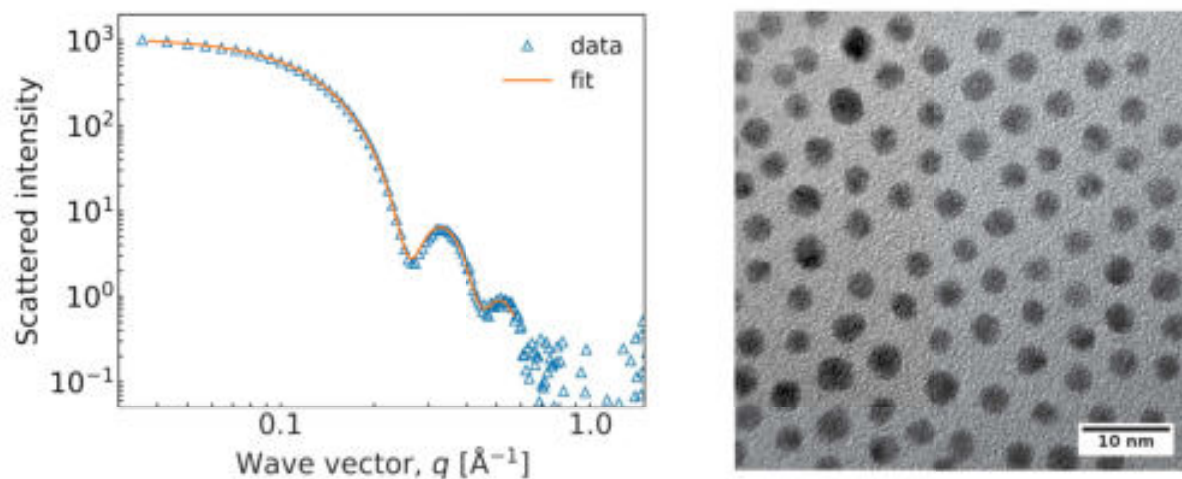 Scattered intensity
10³
10²
10¹
10⁰
10⁻¹
0.1
1.0
Wave vector, q [Å⁻¹]
data
fit
10 nm